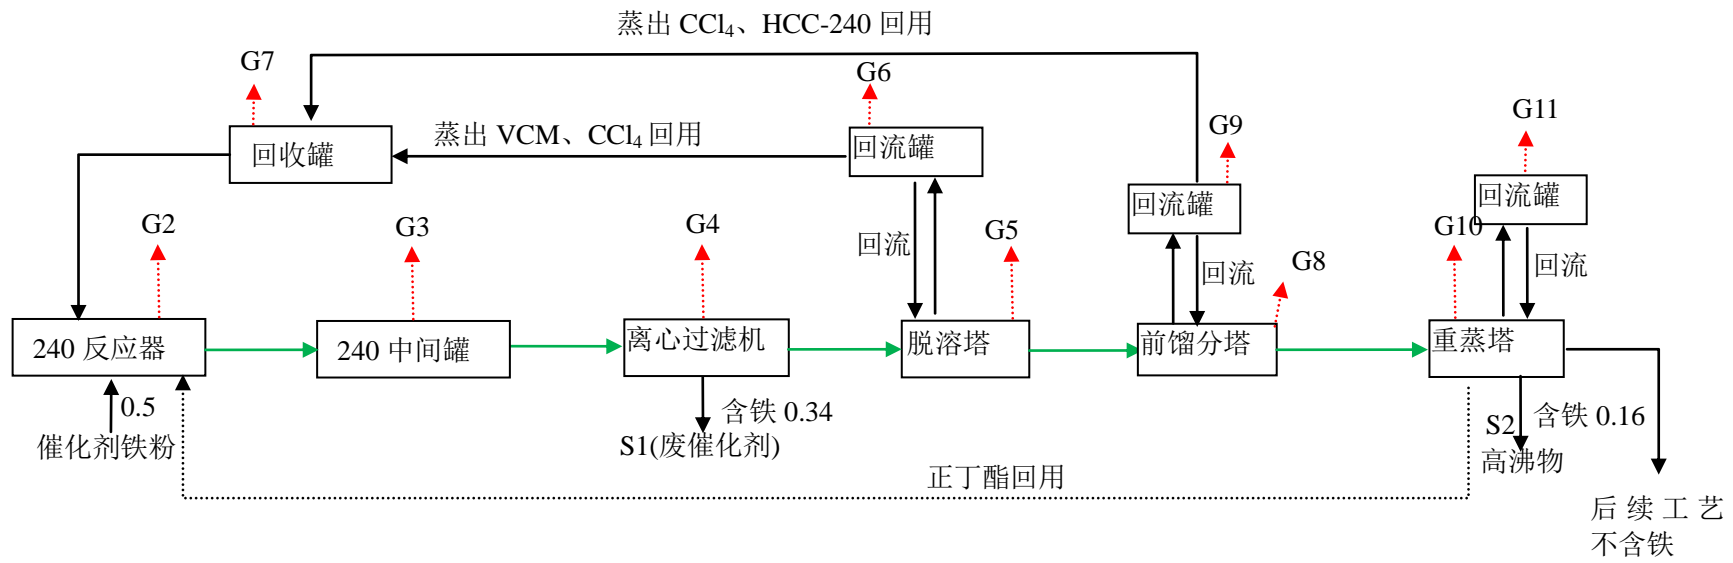 蒸出 CCl₄、HCC-240 回用
G7
G6
G9
G11
回收罐
蒸出 VCM、CCl₄ 回用
回流罐
回流罐
回流罐
G2
G3
G4
回流
G5
回流
G8
G10
回流
240 反应器
240 中间罐
离心过滤机
脱溶塔
前馏分塔
重蒸塔
0.5
催化剂铁粉
含铁 0.34
S1(废催化剂)
含铁 0.16
S2
高沸物
正丁酯回用
后续工艺
不含铁